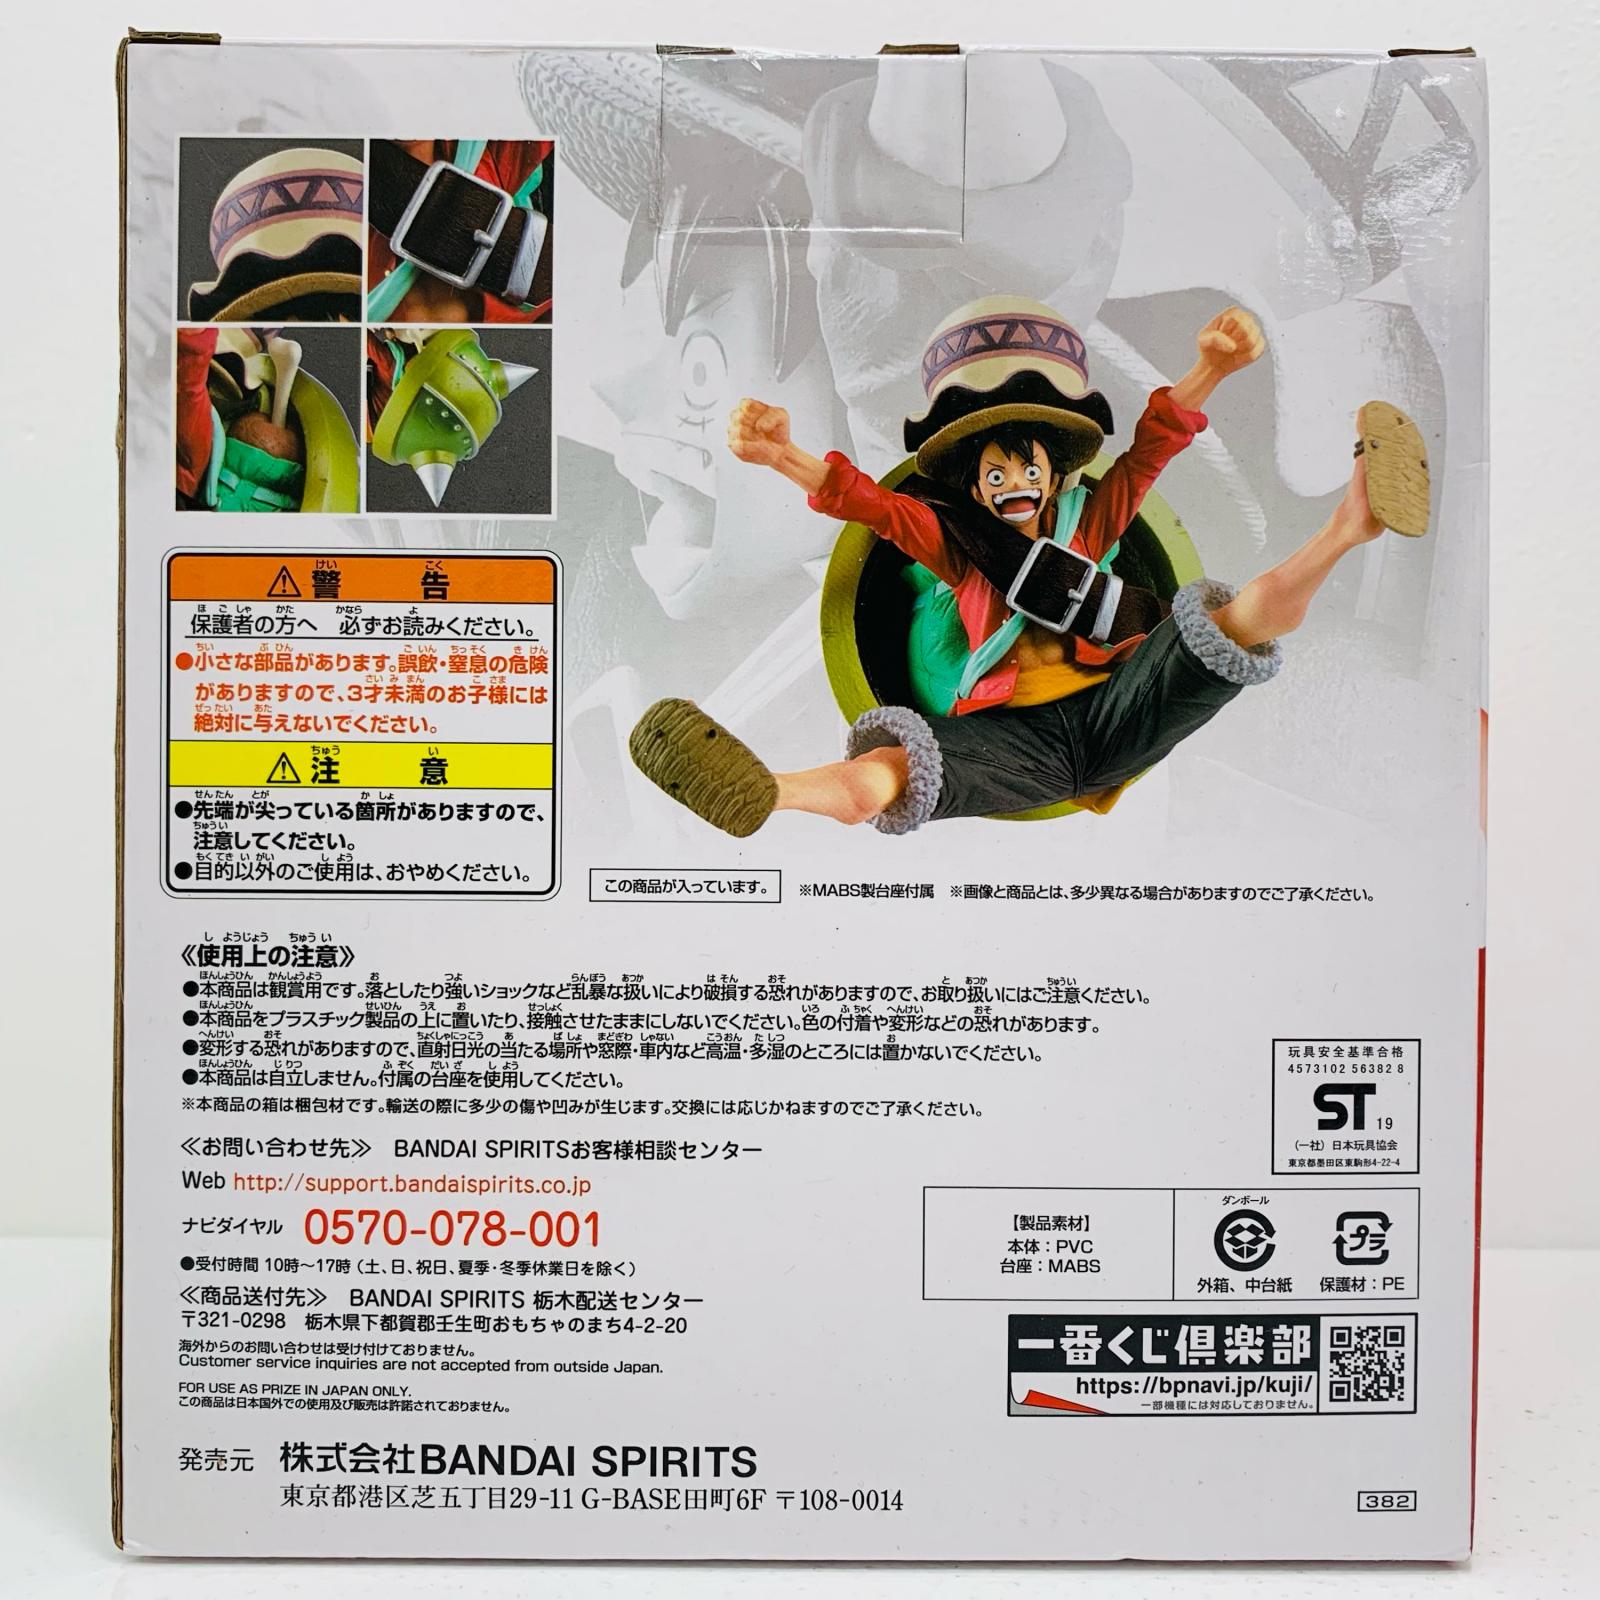 警告
保護者の方へ 必ずお読みください。
●小さな部品があります。誤飲・窒息の危険
がありますので、3才未満のお子様には
絶対に与えないでください。
注意
●先端が尖っている箇所がありますので、
注意してください。
●目的以外のご使用は、おやめください。
この商品が入っています。 ※MABS製台座付属 ※画像と商品とは、多少異なる場合がありますのでご了承ください。
《使用上の注意》
●本商品は観賞用です。落としたり強いショックなど乱暴な扱いにより破損する恐れがありますので、お取り扱いにはご注意ください。
●本商品をプラスチック製品の上に置いたり、接触させたままにしないでください。色の付着や変形などの恐れがあります。
●変形する恐れがありますので、直射日光の当たる場所や窓際・車内など高温・多湿のところには置かないでください。
●本商品は自立しません。付属の台座を使用してください。
※本商品の箱は梱包材です。輸送の際に多少の傷や凹みが生じます。交換には応じかねますのでご了承ください。
≪お問い合わせ先≫ BANDAI SPIRITSお客様相談センター
Web http://support.bandaispirits.co.jp
ナビダイヤル 0570-078-001
●受付時間 10時～17時(土、日、祝日、夏季・冬季休業日を除く)
≪商品送付先≫ BANDAI SPIRITS 栃木配送センター
〒321-0298 栃木県下都賀郡壬生町おもちゃのまち4-2-20
海外からのお問い合わせは受け付けておりません。
Customer service inquiries are not accepted from outside Japan.
FOR USE AS PRIZE IN JAPAN ONLY.
この商品は日本国外での使用及び販売は許諾されておりません。
発売元 株式会社BANDAI SPIRITS
東京都港区芝五丁目29-11 G-BASE田町6F 〒108-0014
玩具安全基準合格
4573102 56382 8
ST 19
(一社)日本玩具協会
東京都墨田区東駒形4-22-4
【製品素材】
本体：PVC
台座：MABS
ダンボール
外箱、中台紙
プラ
保護材：PE
一番くじ倶楽部
https://bpnavi.jp/kuji/
一部機種には対応しておりません。
382